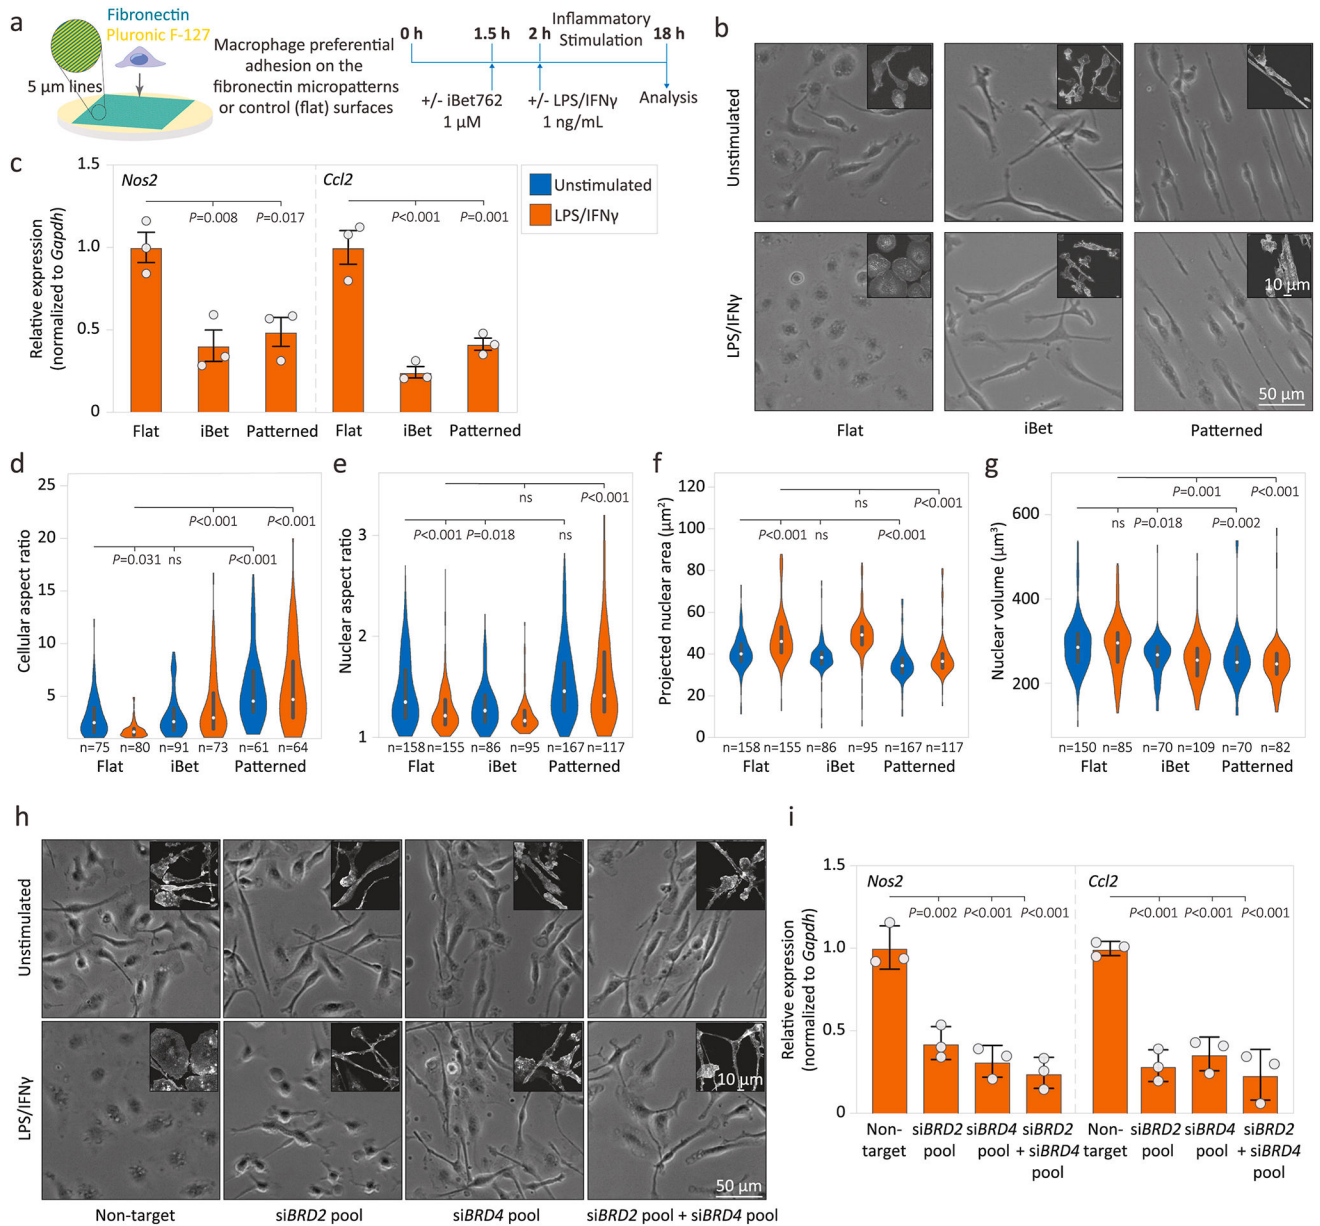 a
Fibronectin
Pluronic F-127
5 µm lines
Macrophage preferential
adhesion on the
fibronectin micropatterns
or control (flat) surfaces
0 h
1.5 h
2 h
Inflammatory
Stimulation
18 h
+/- iBet762
1 µM
+/- LPS/IFNγ
1 ng/mL
Analysis
b
Unstimulated
LPS/IFNγ
10 µm
50 µm
Flat
iBet
Patterned
c
Relative expression
(normalized to Gapdh)
1.5
1.0
0.5
0
Nos2
Ccl2
P=0.008
P=0.017
P<0.001
P=0.001
Flat
iBet
Patterned
Flat
iBet
Patterned
Unstimulated
LPS/IFNγ
d
Cellular aspect ratio
25
20
15
10
5
P<0.001
P<0.001
P=0.031
ns
P<0.001
n=75
n=80
n=91
n=73
n=61
n=64
Flat
iBet
Patterned
e
Nuclear aspect ratio
3
2
1
ns
P<0.001
P<0.001
P=0.018
ns
n=158
n=155
n=86
n=95
n=167
n=117
Flat
iBet
Patterned
f
Projected nuclear area (µm²)
120
100
80
60
40
20
0
ns
P<0.001
P<0.001
ns
P<0.001
n=158
n=155
n=86
n=95
n=167
n=117
Flat
iBet
Patterned
g
Nuclear volume (µm³)
600
400
200
P=0.001
P<0.001
ns
P=0.018
P=0.002
n=150
n=85
n=70
n=109
n=70
n=82
Flat
iBet
Patterned
h
Unstimulated
LPS/IFNγ
10 µm
50 µm
Non-target
siBRD2 pool
siBRD4 pool
siBRD2 pool + siBRD4 pool
i
Relative expression
(normalized to Gapdh)
1.5
1.0
0.5
0
Nos2
Ccl2
P=0.002
P<0.001
P<0.001
P<0.001
P<0.001
P<0.001
Non-
target
siBRD2
pool
siBRD4
pool
siBRD2
+ siBRD4
pool
Non-
target
siBRD2
pool
siBRD4
pool
siBRD2
+ siBRD4
pool